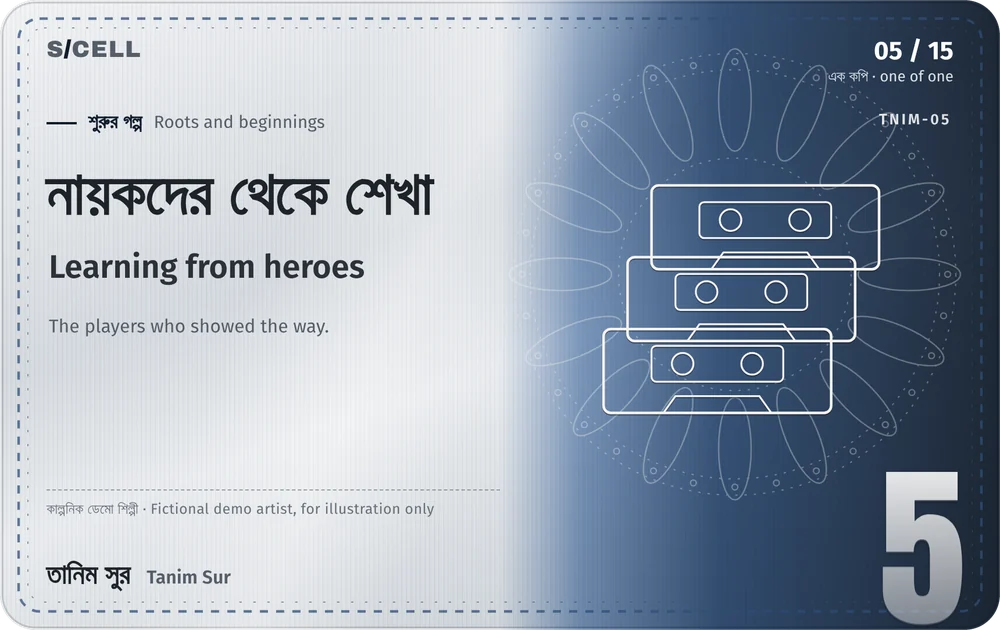 S/CELL
05 / 15
এক কপি · one of one
TNIM-05
শুরুর গল্প Roots and beginnings
নায়কদের থেকে শেখা
Learning from heroes
The players who showed the way.
কাল্পনিক ডেমো শিল্পী · Fictional demo artist, for illustration only
তানিম সুর Tanim Sur
5